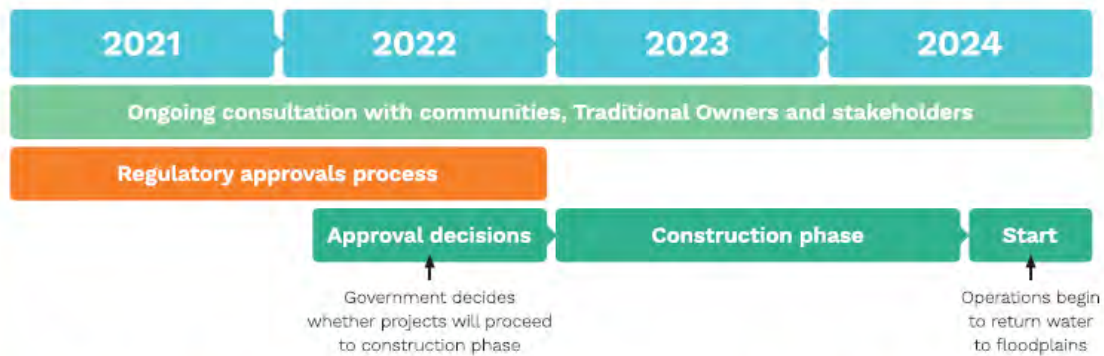 2021 2022 2023 2024
Ongoing consultation with communities, Traditional Owners and stakeholders
Regulatory approvals process
Approval decisions Construction phase Start
Government decides
whether projects will proceed
to construction phase
Operations begin
to return water
to floodplains